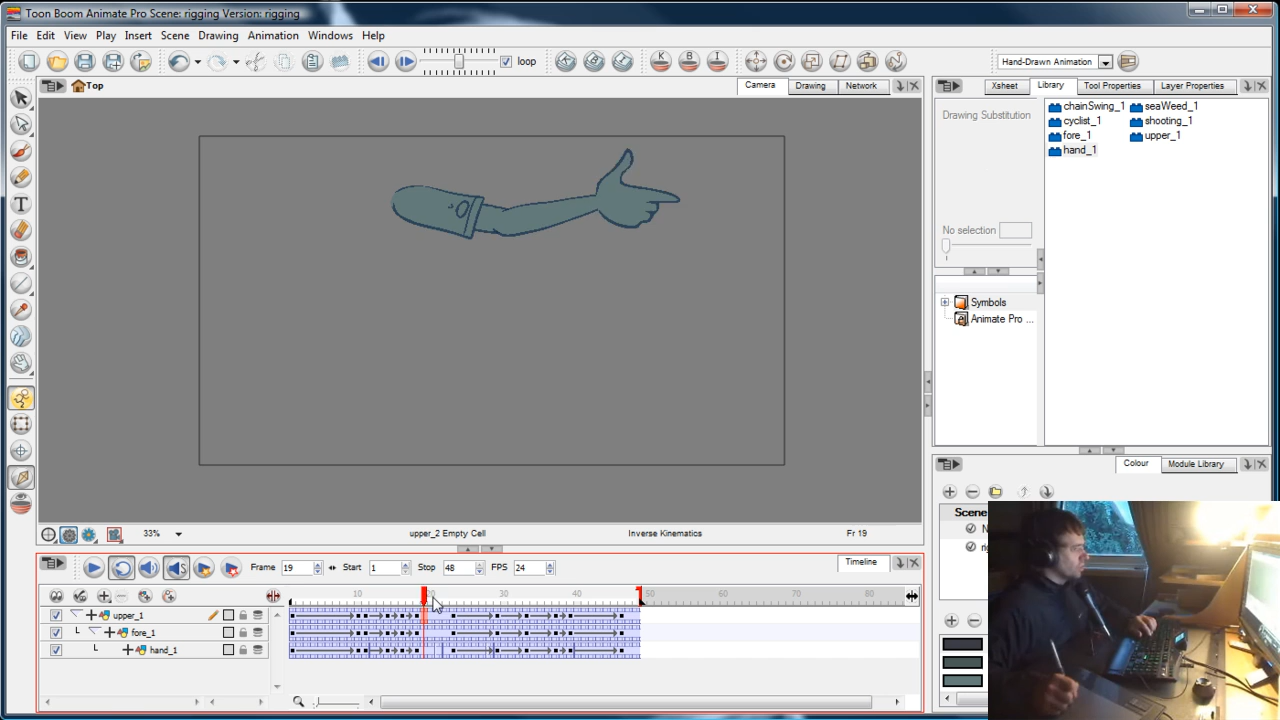 Toon Boom Animate Pro Scene: rigging Version: rigging
File Edit View Play Insert Scene Drawing Animation Windows Help
loop
Hand-Drawn Animation
Top
Camera Drawing Network
Xsheet Library Tool Properties Layer Properties
Drawing Substitution
No selection
chainSwing_1 seaWeed_1
cyclist_1 shooting_1
fore_1 upper_1
hand_1
Symbols
Animate Pro ...
33% upper_2 Empty Cell Inverse Kinematics Fr 19
Colour Module Library
Scene
Frame 19 Start 1 Stop 48 FPS 24
Timeline
10 20 30 40 50 60 70 80
upper_1
fore_1
hand_1